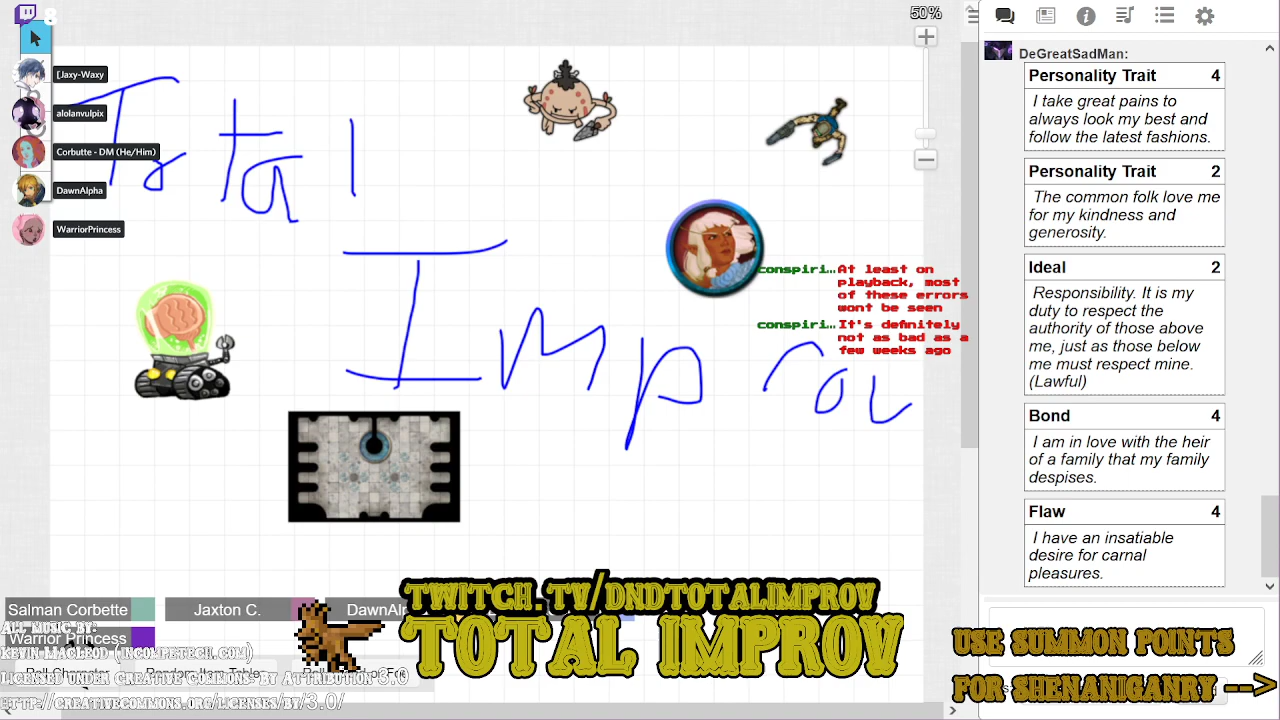 50%
[Jaxy-Waxy
alolanvulpix
Corbutte - DM (He/Him)
DawnAlpha
WarriorPrincess
Total
Improv
conspiri... At least on
playback, most
of these errors
wont be seen
conspiri... It's definitely
not as bad as a
few weeks ago
DeGreatSadMan:
Personality Trait 4
I take great pains to
always look my best and
follow the latest fashions.
Personality Trait 2
The common folk love me
for my kindness and
generosity.
Ideal 2
Responsibility. It is my
duty to respect the
authority of those above
me, just as those below
me must respect mine.
(Lawful)
Bond 4
I am in love with the heir
of a family that my family
despises.
Flaw 4
I have an insatiable
desire for carnal
pleasures.
Salman Corbette
Jaxton C.
DawnAlp
Warrior Princess
All music by:
Kevin MacLeod (incompetech.com)
Licensed under Creative Commons: By Attribution 3.0
http://creativecommons.org/licenses/by/3.0/
twitch.tv/dndtotalimprov
Total Improv
Use Summon Points
for Shenaniganry -->